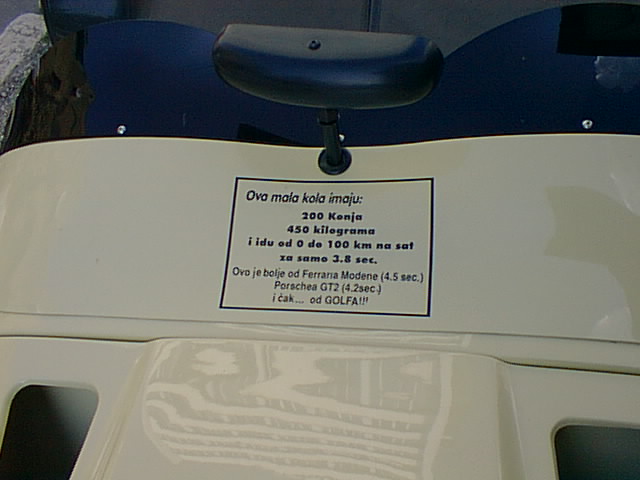 Ova mala kola imaju:
200 Konja
450 kilograma
i idu od 0 do 100 km na sat
za samo 3.8 sec.
Ovo je bolje od Ferraria Modene (4.5 sec.)
Porschea GT2 (4.2sec.)
i čak... od GOLFA!!!